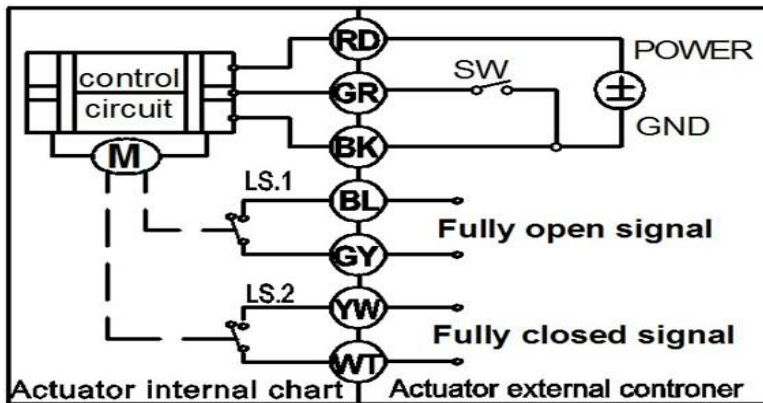 RD
POWER
control
SW
circuit
GR
±
GND
BK
M
LS.1
BL
Fully open signal
GY
LS.2
YW
Fully closed signal
WT
Actuator internal chart
Actuator external controner